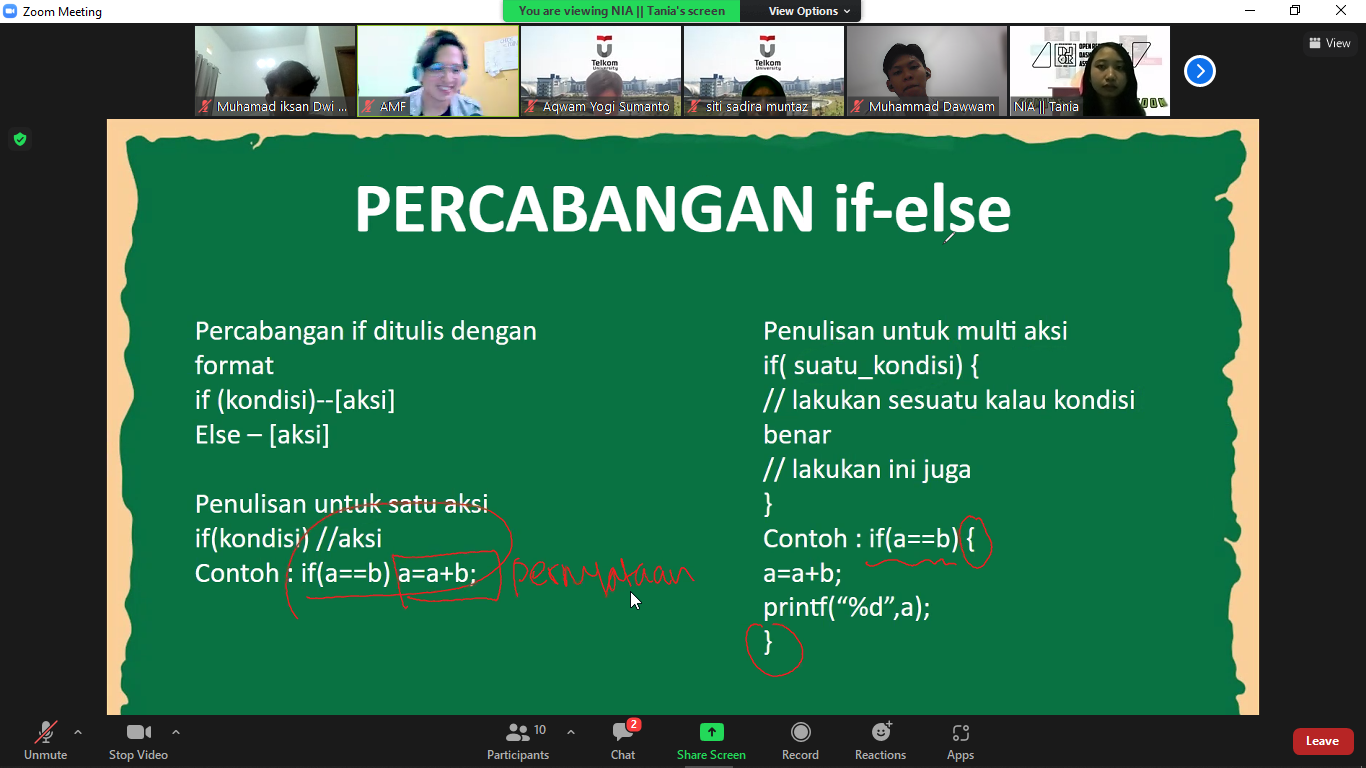 Zoom Meeting
You are viewing NIA || Tania's screen
View Options
View
Telkom
University
Telkom
University
Muhamad iksan Dwi ...
AMF
Aqwam Yogi Sumanto
siti sadira muntaz
Muhammad Dawwam
NIA || Tania
PERCABANGAN if-else
Percabangan if ditulis dengan
format
if (kondisi)--[aksi]
Else – [aksi]
Penulisan untuk satu aksi
if(kondisi) //aksi
Contoh : if(a==b) a=a+b;
pernyataan
Penulisan untuk multi aksi
if( suatu_kondisi) {
// lakukan sesuatu kalau kondisi
benar
// lakukan ini juga
}
Contoh : if(a==b) {
a=a+b;
printf(“%d”,a);
}
Unmute
Stop Video
Participants
10
Chat
2
Share Screen
Record
Reactions
Apps
Leave